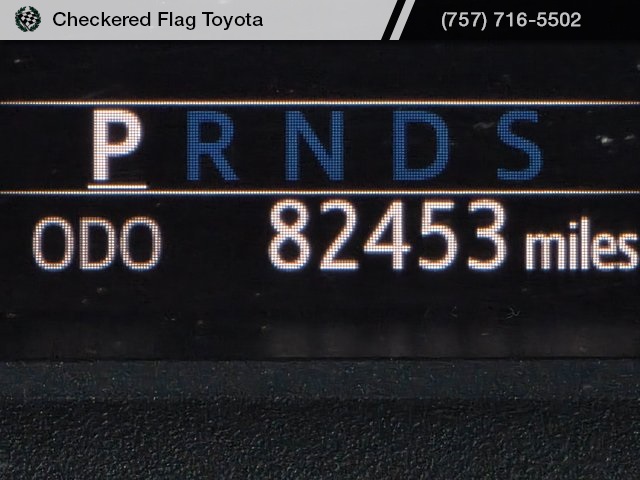 Checkered Flag Toyota (757) 716-5502
P R N D S
ODO 82453 miles